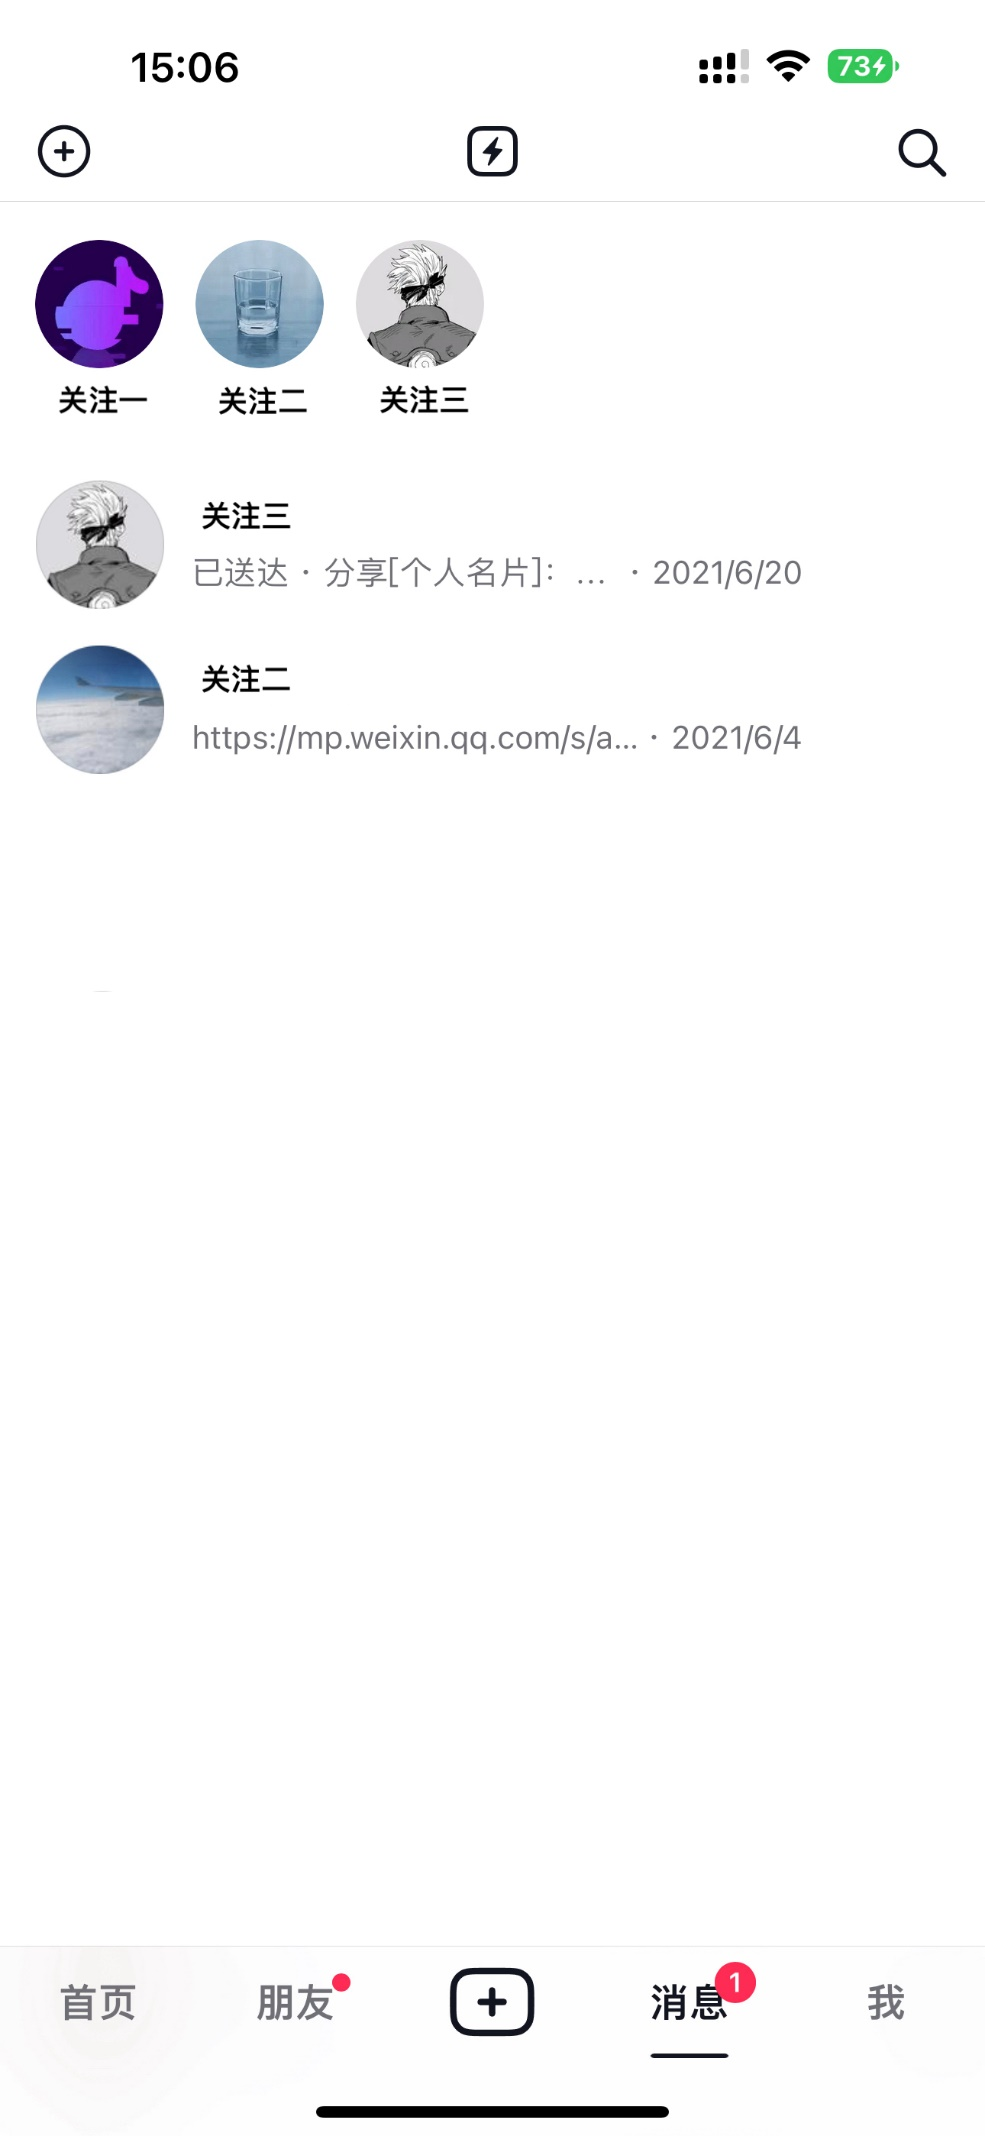 15:06
73
关注一
关注二
关注三
关注三
已送达 · 分享[个人名片]： ... · 2021/6/20
关注二
https://mp.weixin.qq.com/s/a... · 2021/6/4
首页
朋友
消息
1
我